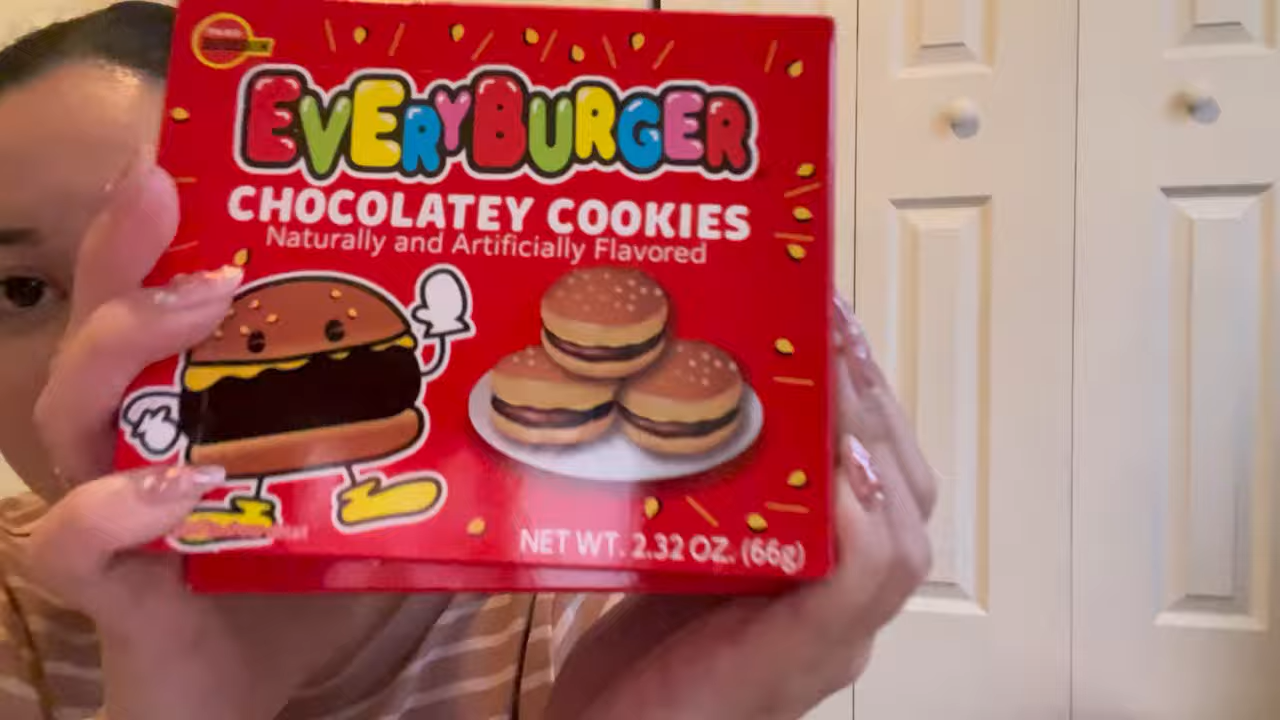 EVERYBURGER
CHOCOLATEY COOKIES
Naturally and Artificially Flavored
NET WT. 2.32 OZ. (66g)